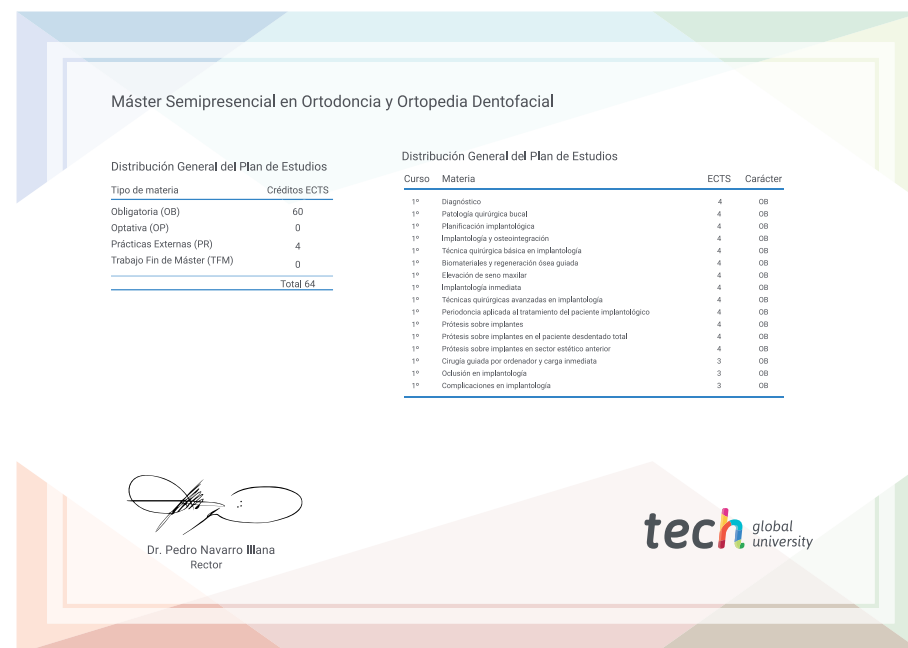 Máster Semipresencial en Ortodoncia y Ortopedia Dentofacial
Distribución General del Plan de Estudios
Tipo de materia Créditos ECTS
Obligatoria (OB) 60
Optativa (OP) 0
Prácticas Externas (PR) 4
Trabajo Fin de Máster (TFM) 0
Total 64
Distribución General del Plan de Estudios
Curso Materia ECTS Carácter
1º Diagnóstico 4 OB
1º Patología quirúrgica bucal 4 OB
1º Planificación implantológica 4 OB
1º Implantología y osteointegración 4 OB
1º Técnica quirúrgica básica en implantología 4 OB
1º Biomateriales y regeneración ósea guiada 4 OB
1º Elevación de seno maxilar 4 OB
1º Implantología inmediata 4 OB
1º Técnicas quirúrgicas avanzadas en implantología 4 OB
1º Periodoncia aplicada al tratamiento del paciente implantológico 4 OB
1º Prótesis sobre implantes 4 OB
1º Prótesis sobre implantes en el paciente desdentado total 4 OB
1º Prótesis sobre implantes en sector estético anterior 4 OB
1º Cirugía guiada por ordenador y carga inmediata 3 OB
1º Oclusión en implantología 3 OB
1º Complicaciones en implantología 3 OB
Dr. Pedro Navarro Illana
Rector
tech global
university